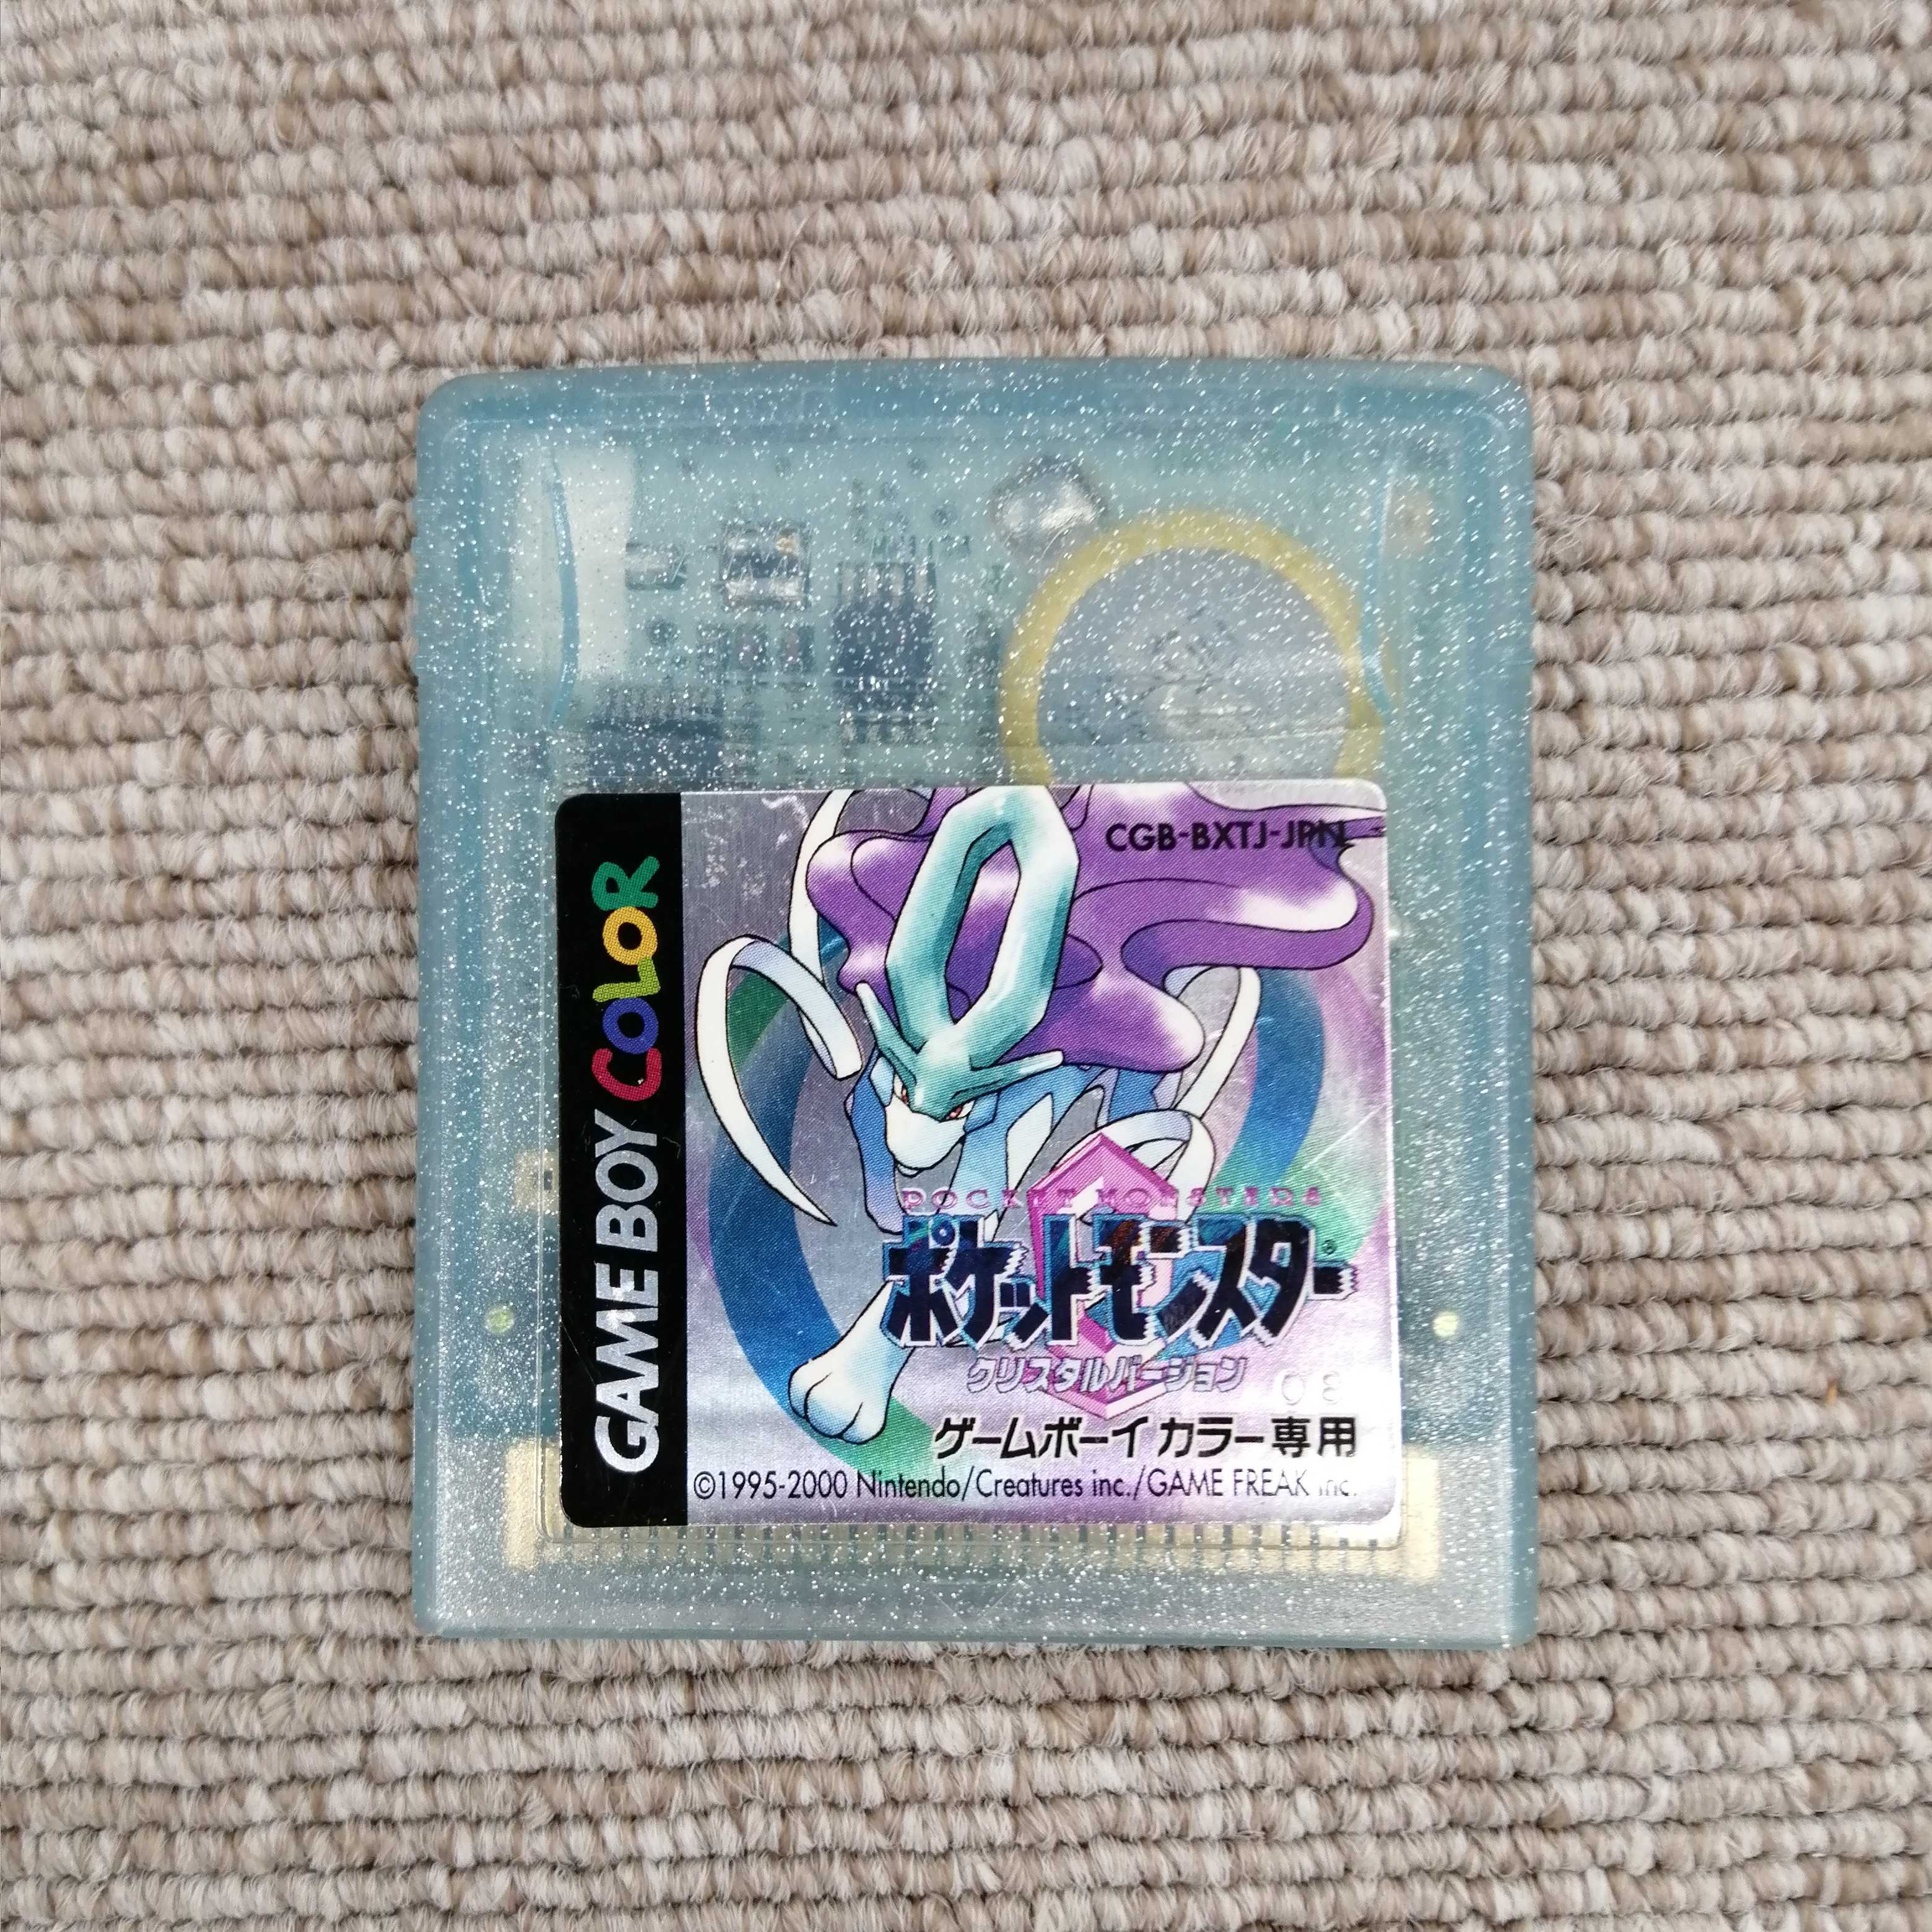 GAME BOY COLOR
CGB-BXTJ-JPN
POCKET MONSTERS
ポケットモンスター®
クリスタルバージョン
ゲームボーイ カラー専用
©1995-2000 Nintendo/Creatures inc./GAME FREAK inc.